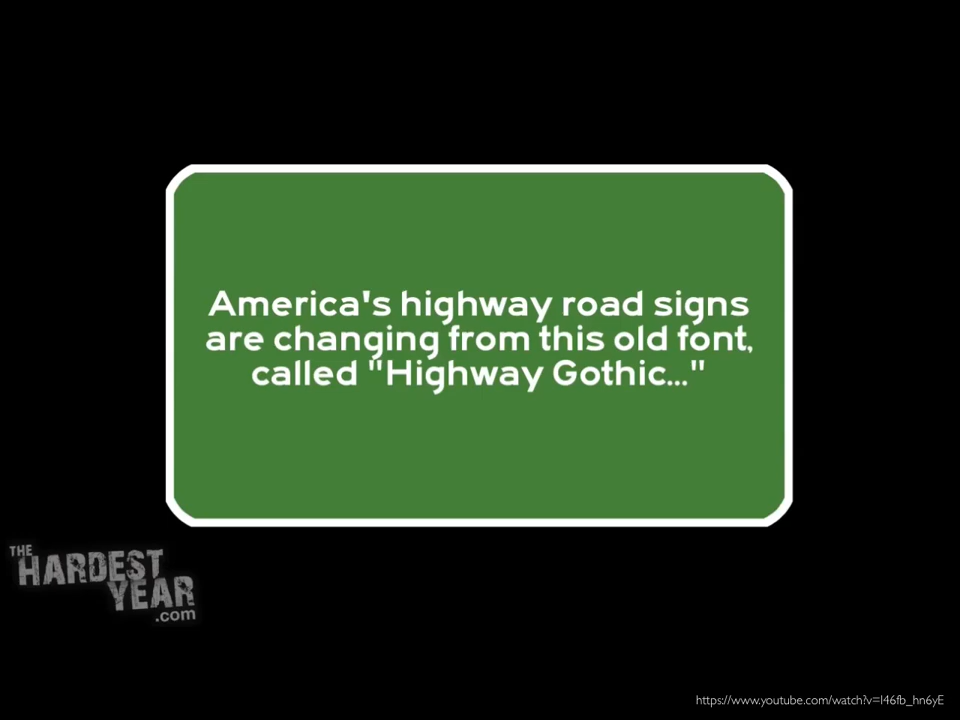 America's highway road signs
are changing from this old font,
called "Highway Gothic..."
THE
HARDEST
YEAR
.com
https://www.youtube.com/watch?v=l46fb_hn6yE